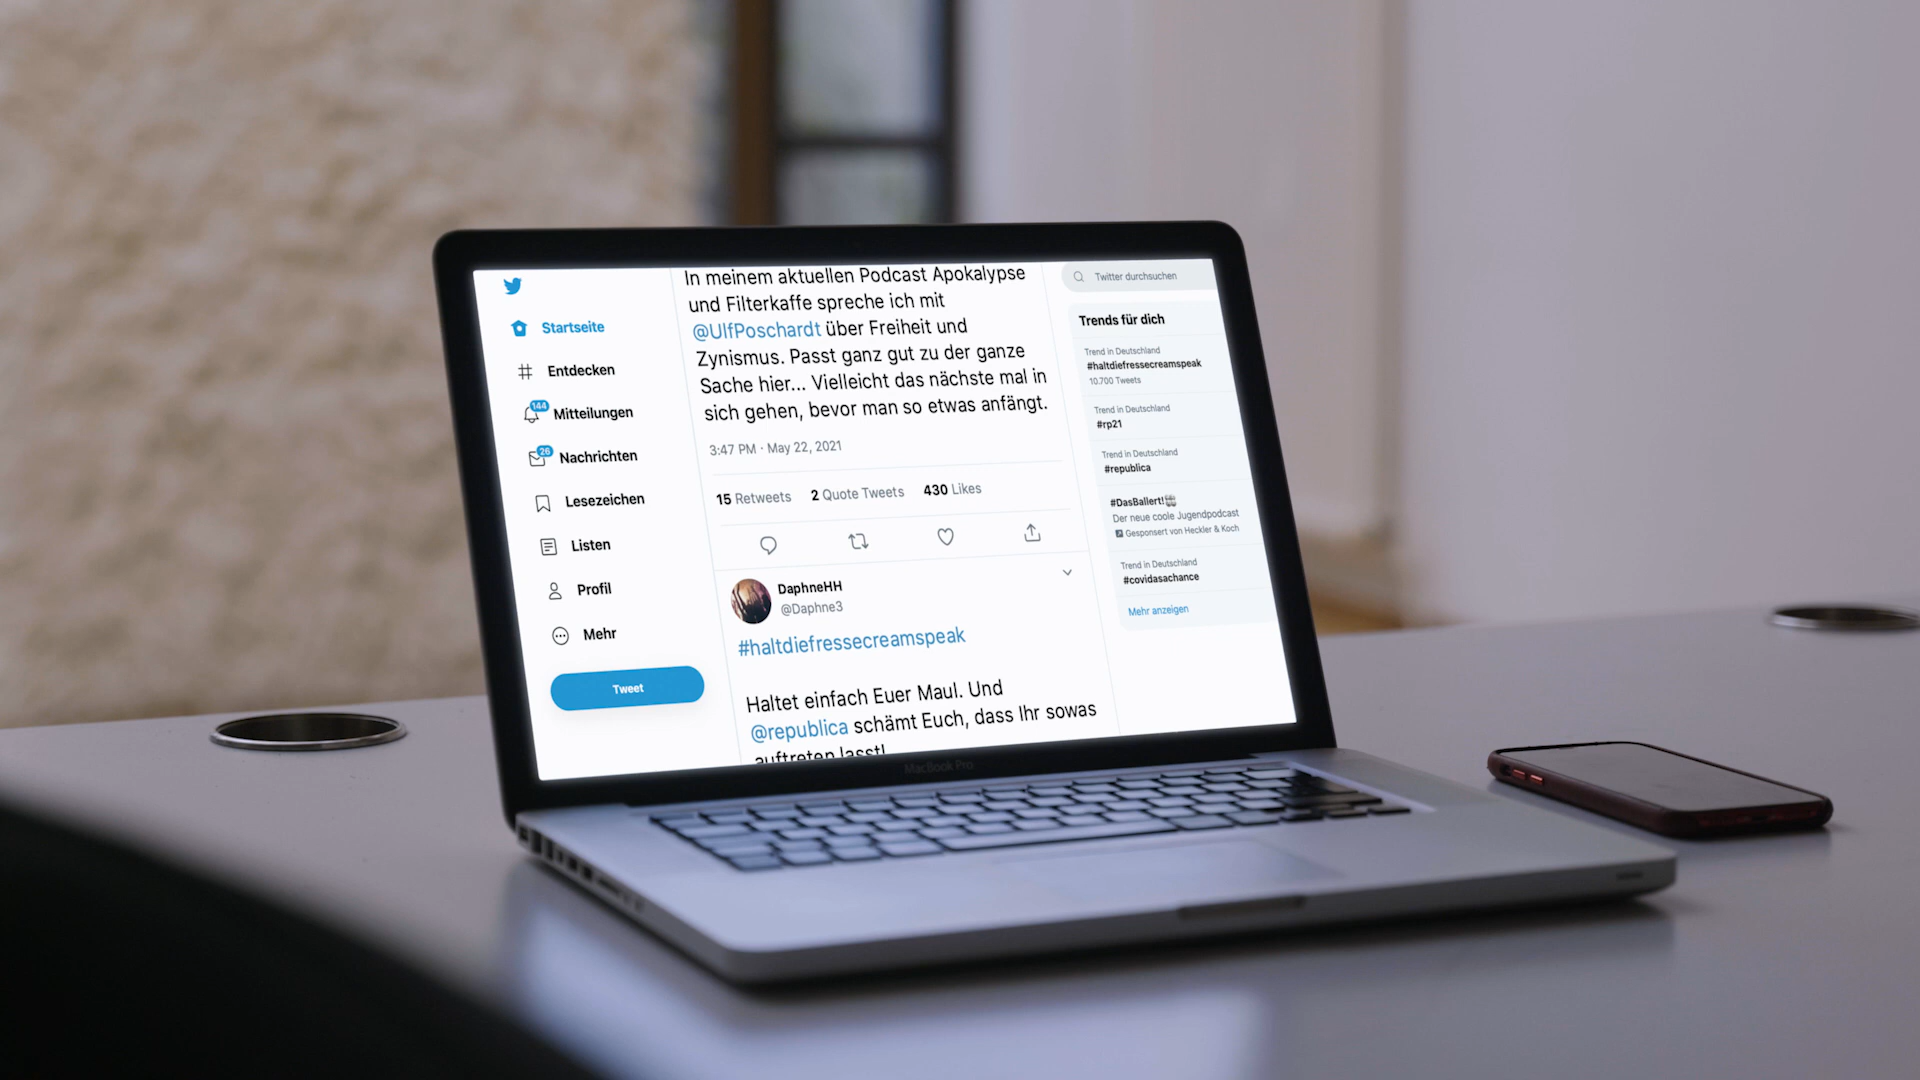 Startseite
Entdecken
144
Mitteilungen
26
Nachrichten
Lesezeichen
Listen
Profil
Mehr
Tweet
In meinem aktuellen Podcast Apokalypse
und Filterkaffe spreche ich mit
@UlfPoschardt über Freiheit und
Zynismus. Passt ganz gut zu der ganze
Sache hier... Vielleicht das nächste mal in
sich gehen, bevor man so etwas anfängt.
3:47 PM · May 22, 2021
15 Retweets 2 Quote Tweets 430 Likes
DaphneHH
@Daphne3
#haltdiefressecreamspeak
Haltet einfach Euer Maul. Und
@republica schämt Euch, dass Ihr sowas
auftreten lasst!
Twitter durchsuchen
Trends für dich
Trend in Deutschland
#haltdiefressecreamspeak
10.700 Tweets
Trend in Deutschland
#rp21
Trend in Deutschland
#republica
#DasBallert!
Der neue coole Jugendpodcast
Gesponsert von Heckler & Koch
Trend in Deutschland
#covidasachance
Mehr anzeigen
MacBook Pro